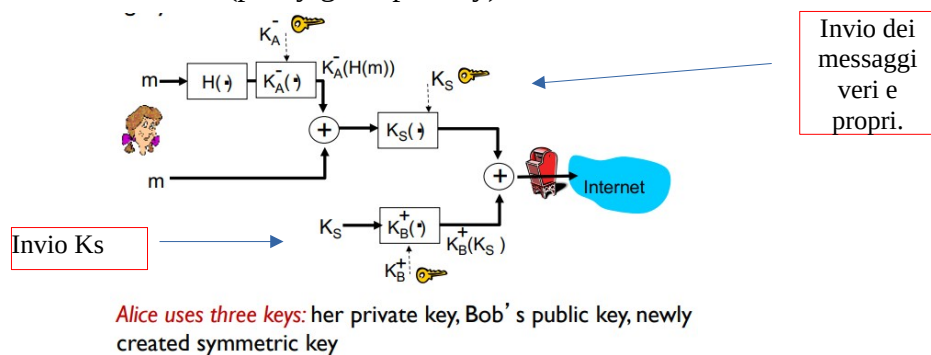 K_A^-
m
H(·)
K_A^-(·)
K_A^-(H(m))
K_S
+
K_S(·)
m
+
Internet
K_S
K_B^+(·)
K_B^+(K_S)
K_B^+
Invio dei
messaggi
veri e
propri.
Invio Ks
Alice uses three keys: her private key, Bob's public key, newly
created symmetric key